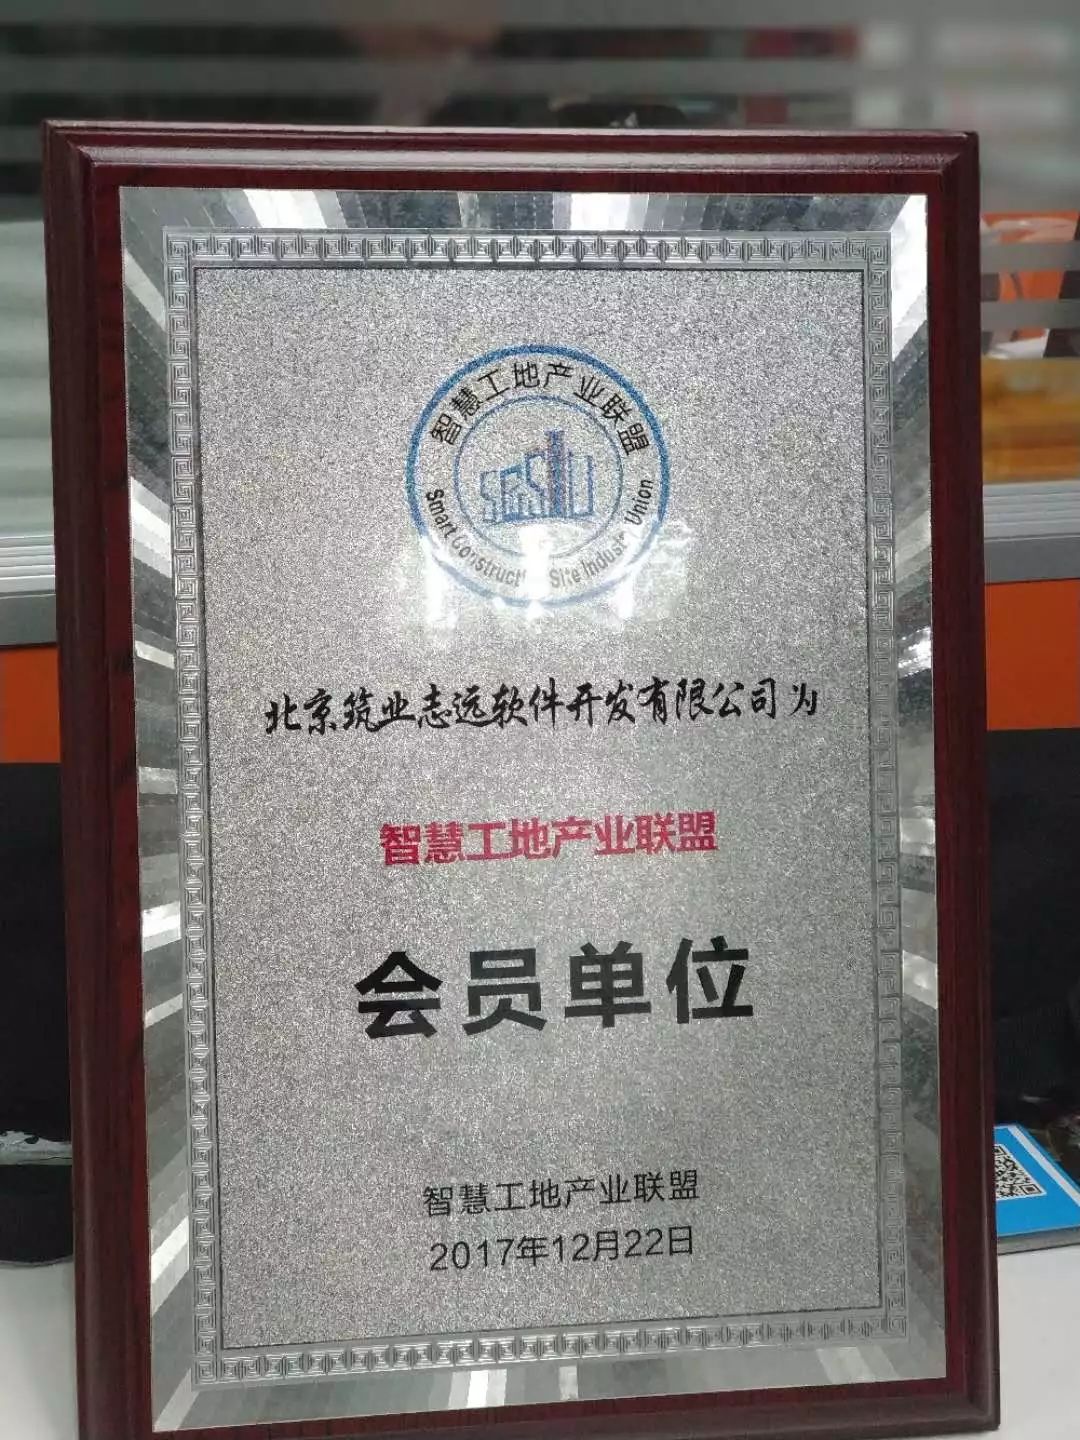 智慧工地产业联盟
SCSIU
Smart Construction Site Industry Union
北京筑业志远软件开发有限公司为
智慧工地产业联盟
会员单位
智慧工地产业联盟
2017年12月22日